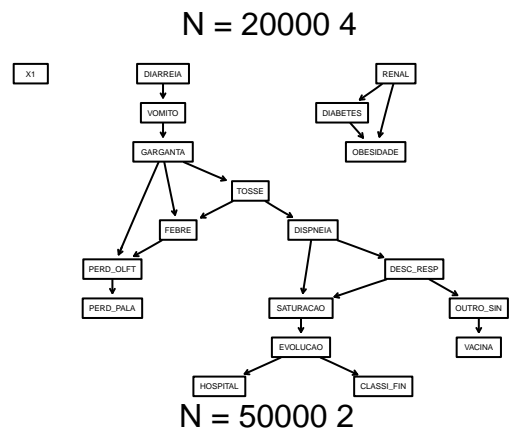 N = 20000 4
X1 DIARREIA RENAL
VOMITO DIABETES
GARGANTA OBESIDADE
TOSSE
FEBRE DISPNEIA
PERD_OLFT DESC_RESP
PERD_PALA SATURACAO OUTRO_SIN
EVOLUCAO VACINA
HOSPITAL CLASSI_FIN
N = 50000 2